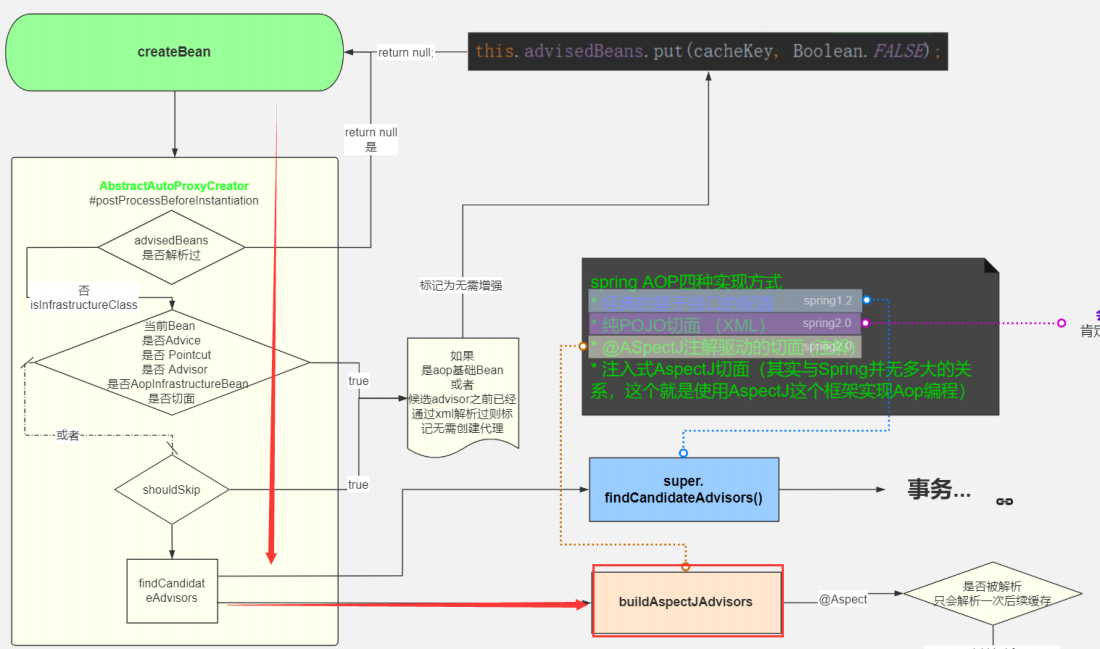 createBean
return null;
this.advisedBeans.put(cacheKey, Boolean.FALSE);
return null
是
AbstractAutoProxyCreator
#postProcessBeforeInstantiation
advisedBeans
是否解析过
否
isInfrastructureClass
当前Bean
是否Advice
是否 Pointcut
是否 Advisor
是否AopInfrastructureBean
是否切面
true
标记为无需增强
如果
是aop基础Bean
或者
候选advisor之前已经
通过xml解析过则标
记无需创建代理
spring AOP四种实现方式
spring1.2
* 纯POJO切面 （XML） spring2.0
* @ASpectJ注解驱动的切面 spring2.0
* 注入式AspectJ切面（其实与Spring并无多大的关
系，这个就是使用AspectJ这个框架实现Aop编程）
肯定
或者
shouldSkip
true
super.
findCandidateAdvisors()
事务...
findCandidat
eAdvisors
buildAspectJAdvisors
@Aspect
是否被解析
只会解析一次后续缓存